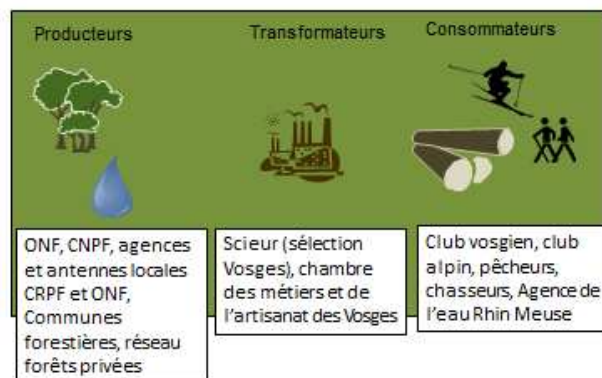 Producteurs
Transformateurs
Consommateurs
ONF, CNPF, agences
et antennes locales
CRPF et ONF,
Communes
forestières, réseau
forêts privées
Scieur (sélection
Vosges), chambre
des métiers et de
l'artisanat des Vosges
Club vosgien, club
alpin, pêcheurs,
chasseurs, Agence de
l'eau Rhin Meuse